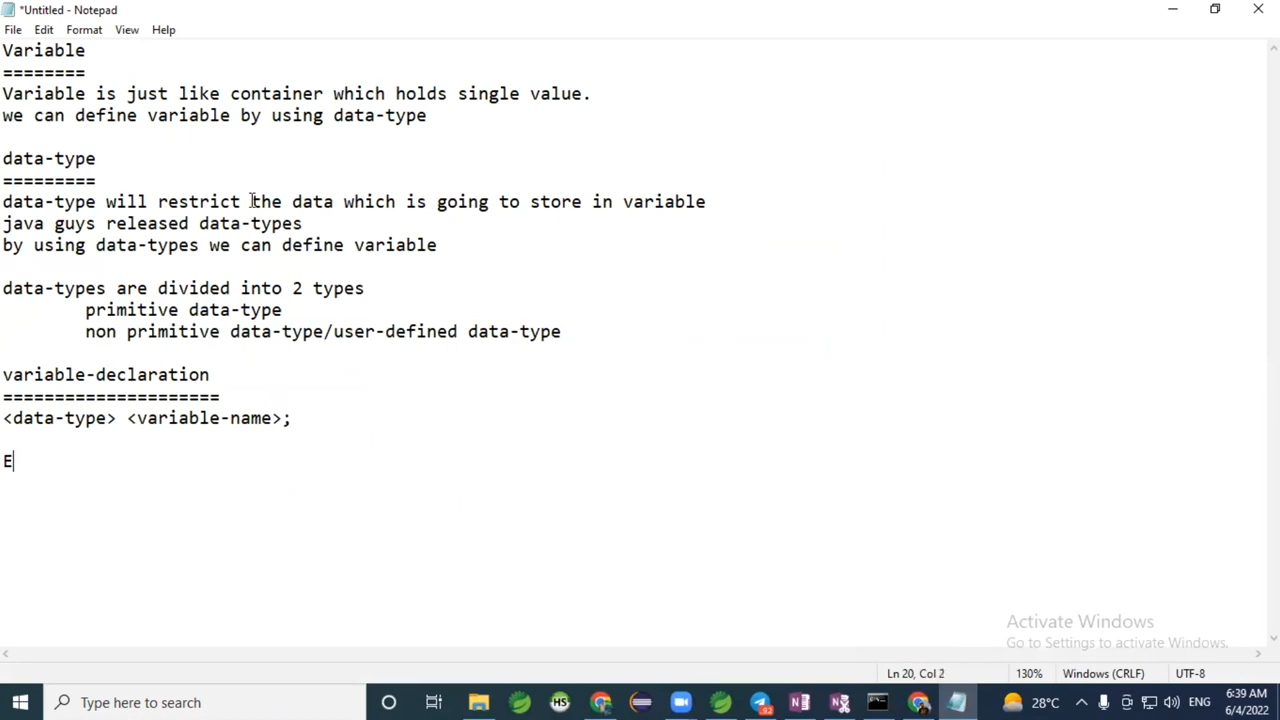 *Untitled - Notepad
File Edit Format View Help
Variable
========
Variable is just like container which holds single value.
we can define variable by using data-type
data-type
=========
data-type will restrict the data which is going to store in variable
java guys released data-types
by using data-types we can define variable
data-types are divided into 2 types
primitive data-type
non primitive data-type/user-defined data-type
variable-declaration
=====================
<data-type> <variable-name>;
E
Activate Windows
Go to Settings to activate Windows.
Ln 20, Col 2 130% Windows (CRLF) UTF-8
Type here to search HS 92 28°C ENG 6:39 AM
6/4/2022